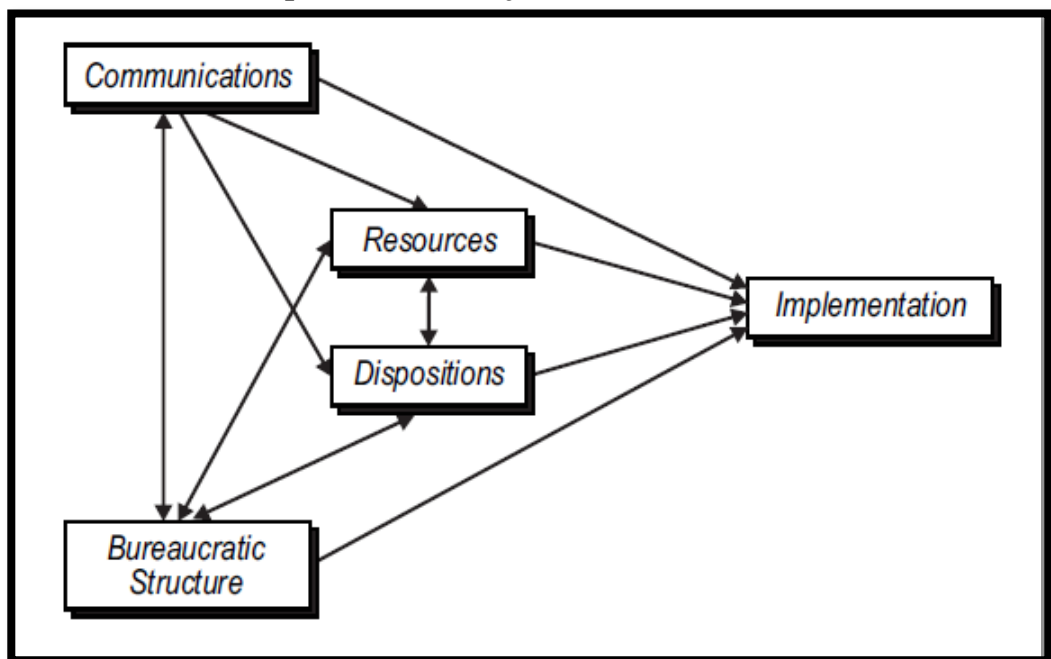 Communications
Resources
Implementation
Dispositions
Bureaucratic
Structure